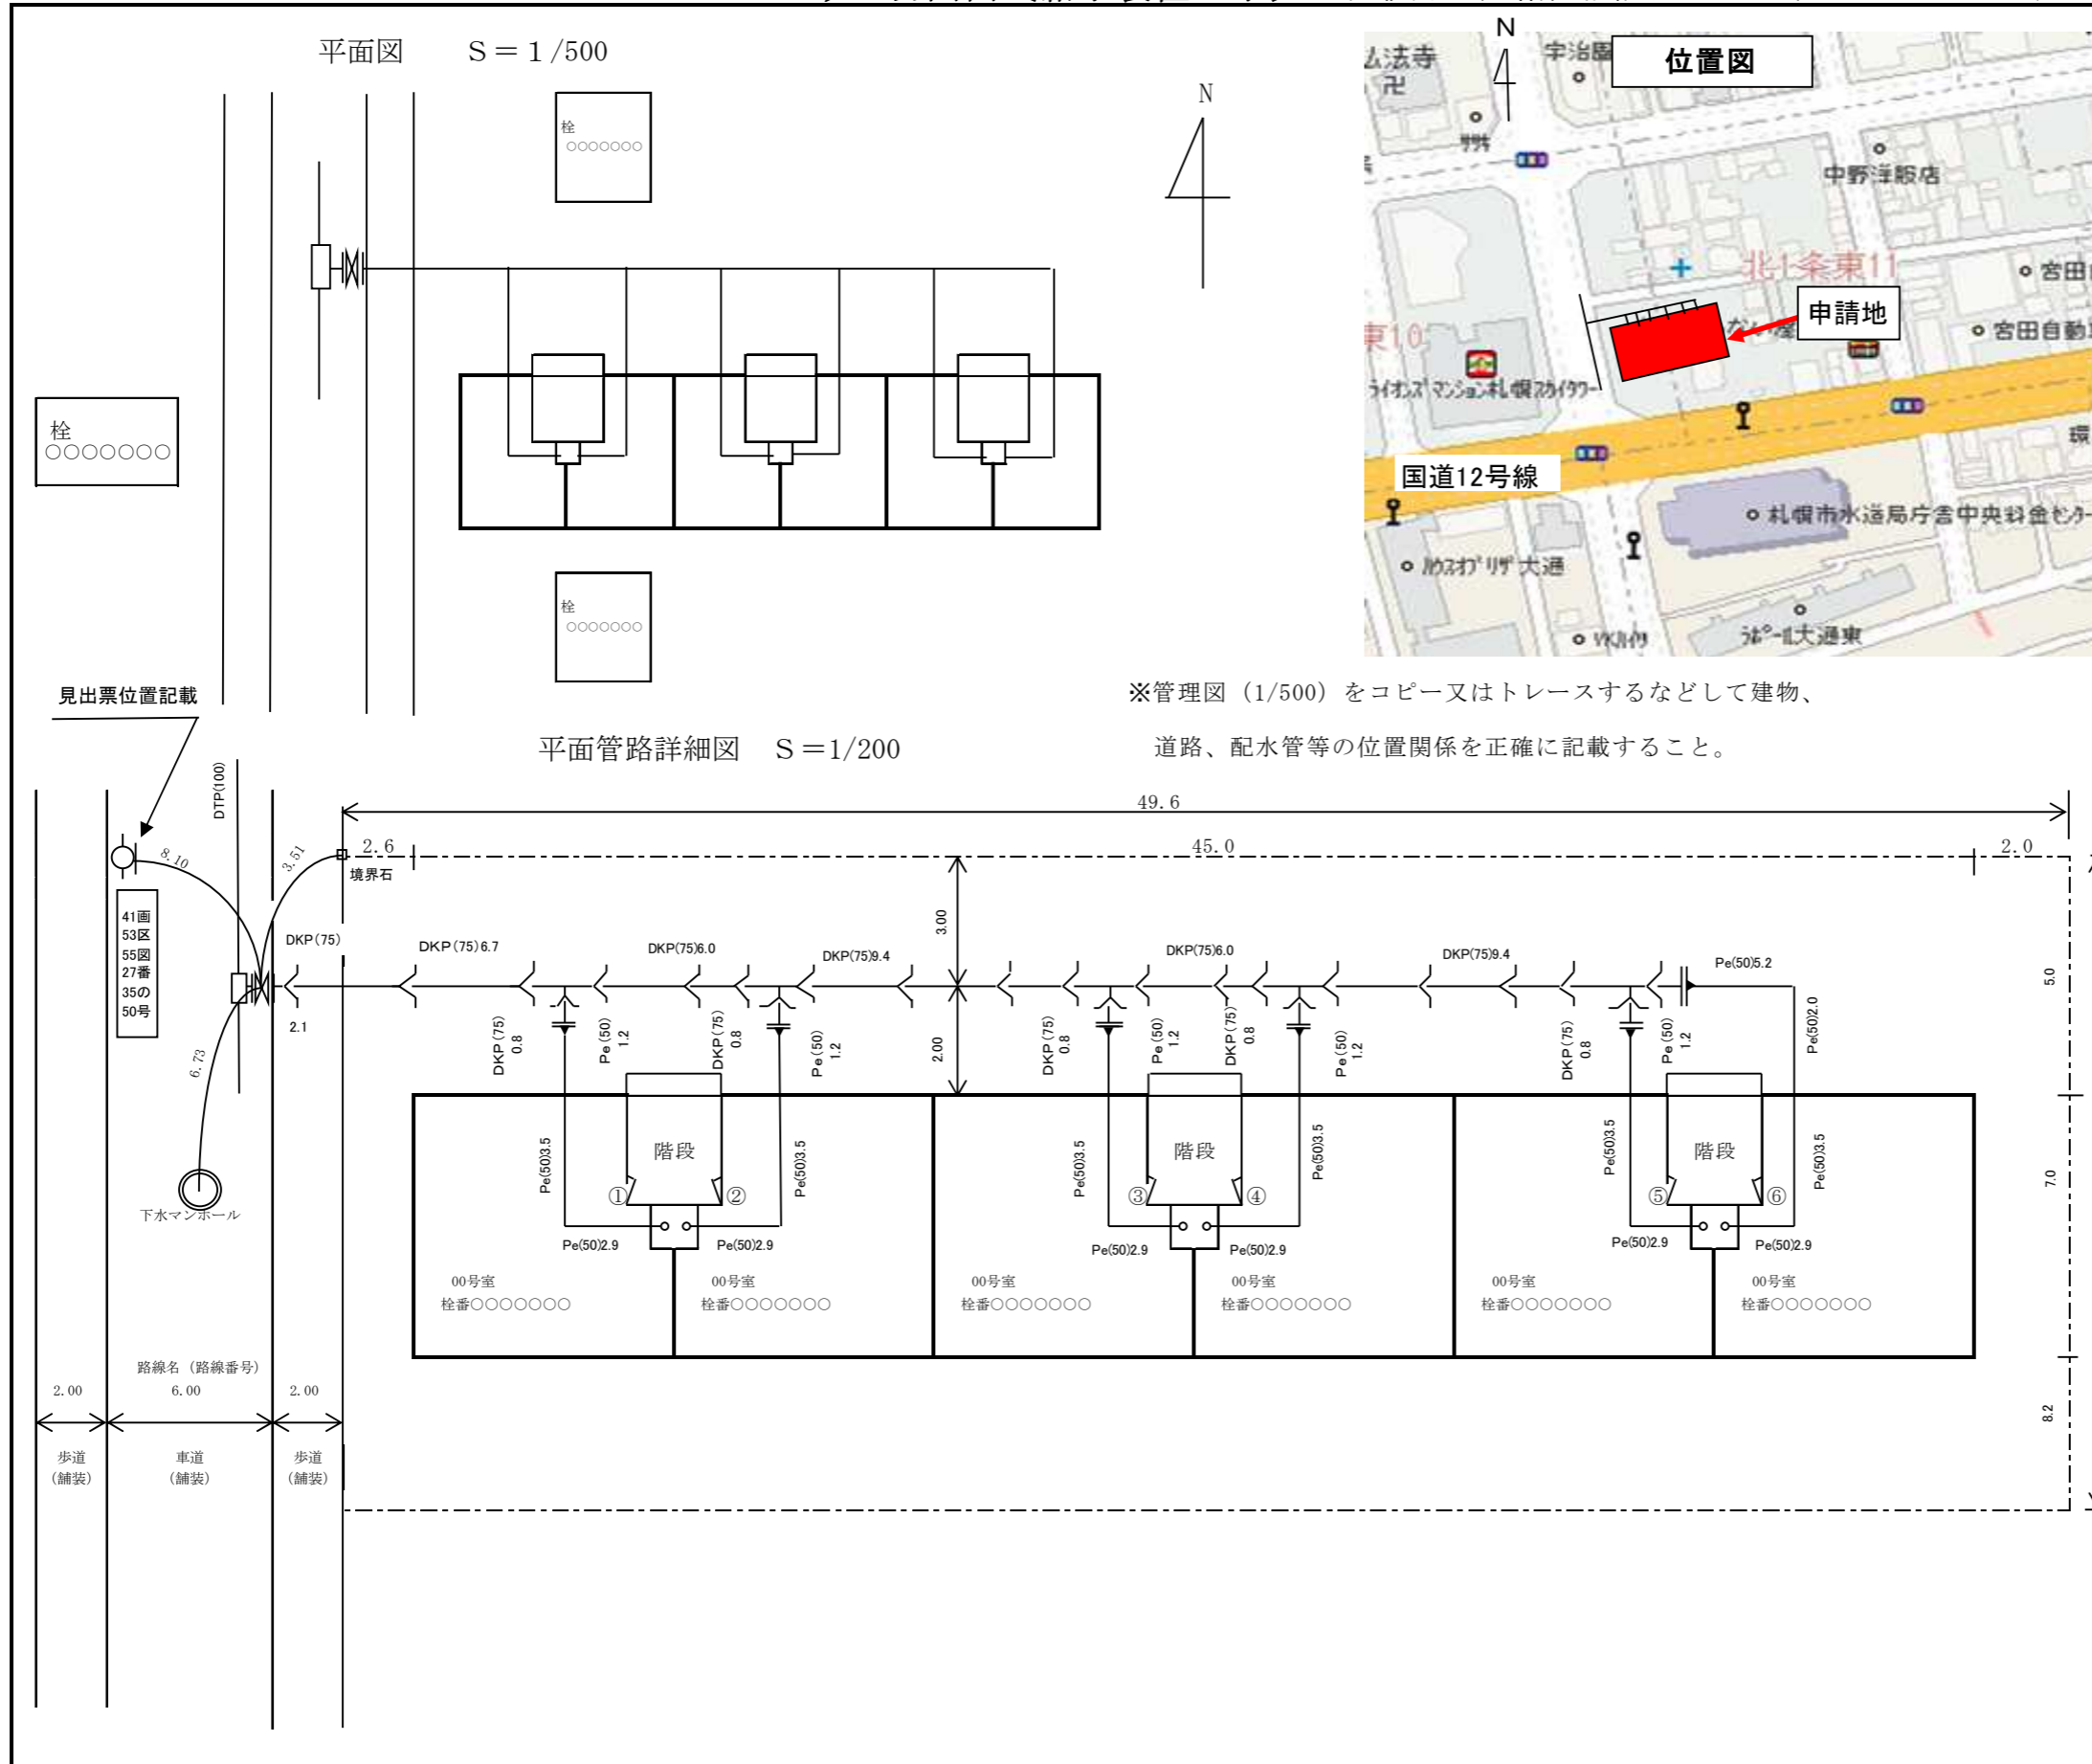 平面図 S=1/500
栓
○○○○○○○
N
栓
○○○○○○○
栓
○○○○○○○
N
位置図
弘法寺
宇治園
中野洋服店
北1条東11
宮田自
申請地
宮田自動車
東10
ライオンズマンション札幌スカイタワー
国道12号線
環
札幌市水道局庁舎中央料金センター
ハウスオブリザ大通
ラポール大通東
※管理図（1/500）をコピー又はトレースするなどして建物、
道路、配水管等の位置関係を正確に記載すること。
見出票位置記載
平面管路詳細図 S=1/200
DTP(100)
49.6
8.10
3.51
2.6
45.0
2.0
境界石
41画
53区
55図
27番
35の
50号
DKP(75)
DKP(75)6.7
DKP(75)6.0
DKP(75)9.4
3.00
DKP(75)6.0
DKP(75)9.4
Pe(50)5.2
5.0
2.1
6.73
DKP(75)
0.8
Pe(50)
1.2
DKP(75)
0.8
Pe(50)
1.2
2.00
DKP(75)
0.8
Pe(50)
1.2
DKP(75)
0.8
Pe(50)
1.2
DKP(75)
0.8
Pe(50)
1.2
Pe(50)2.0
Pe(50)3.5
階段
Pe(50)3.5
Pe(50)3.5
階段
Pe(50)3.5
Pe(50)3.5
階段
Pe(50)3.5
7.0
① ②
③ ④
⑤ ⑥
下水マンホール
Pe(50)2.9
Pe(50)2.9
Pe(50)2.9
Pe(50)2.9
Pe(50)2.9
Pe(50)2.9
00号室
栓番○○○○○○○
00号室
栓番○○○○○○○
00号室
栓番○○○○○○○
00号室
栓番○○○○○○○
00号室
栓番○○○○○○○
00号室
栓番○○○○○○○
路線名（路線番号）
2.00
6.00
2.00
8.2
歩道
(舗装)
車道
(舗装)
歩道
(舗装)